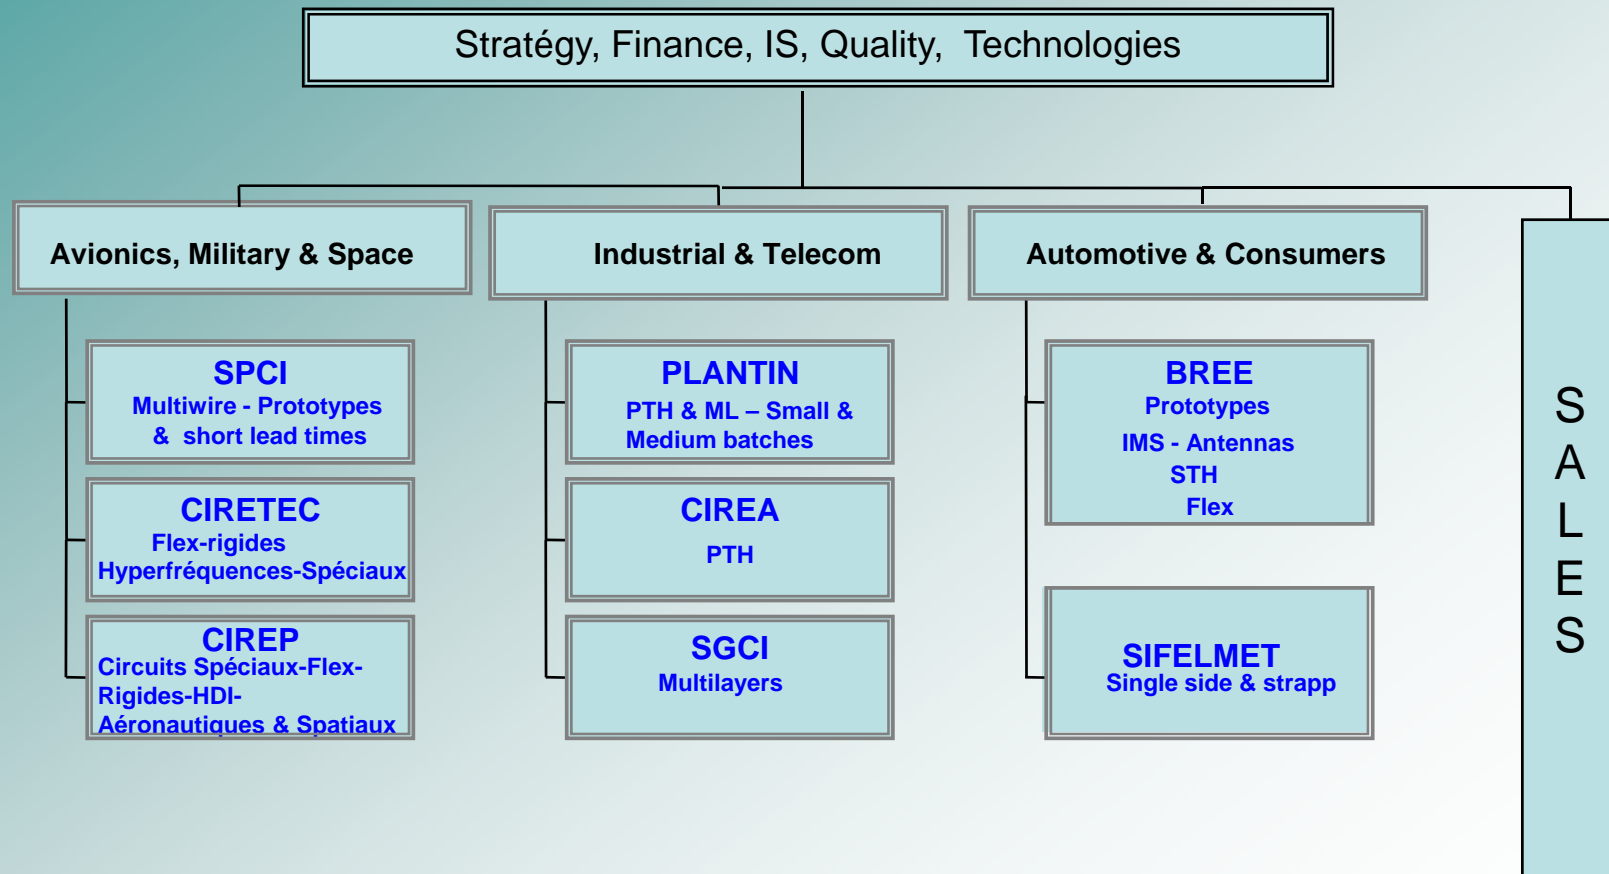 Stratégy, Finance, IS, Quality, Technologies
Avionics, Military & Space
Industrial & Telecom
Automotive & Consumers
SPCI
Multiwire - Prototypes
& short lead times
CIRETEC
Flex-rigides
Hyperfréquences-Spéciaux
CIREP
Circuits Spéciaux-Flex-
Rigides-HDI-
Aéronautiques & Spatiaux
PLANTIN
PTH & ML – Small &
Medium batches
CIREA
PTH
SGCI
Multilayers
BREE
Prototypes
IMS - Antennas
STH
Flex
SIFELMET
Single side & strapp
S
A
L
E
S